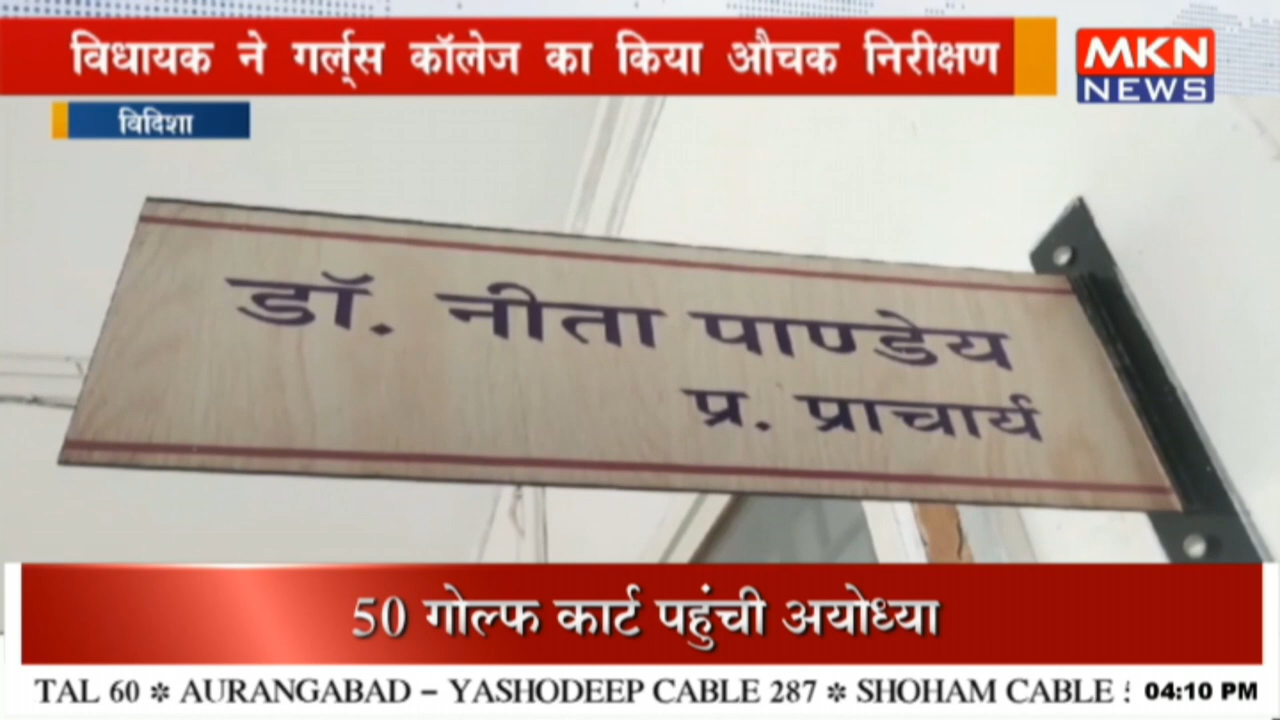 विधायक ने गर्ल्स कॉलेज का किया औचक निरीक्षण
MKN
NEWS
विदिशा
डॉ. नीता पाण्डेय
प्र. प्राचार्य
50 गोल्फ कार्ट पहुंची अयोध्या
TAL 60 * AURANGABAD – YASHODEEP CABLE 287 * SHOHAM CABLE
04:10 PM